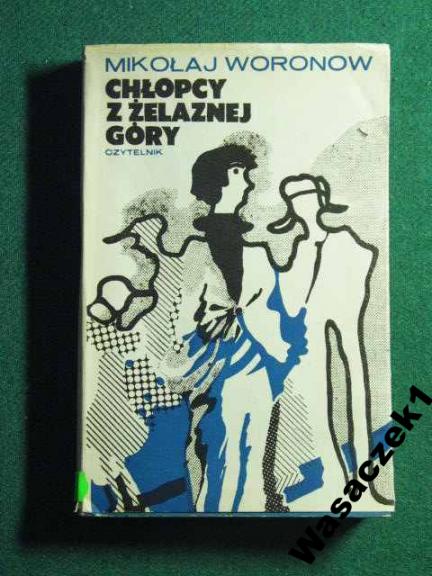 MIKOŁAJ WORONOW
CHŁOPCY
Z ŻELAZNEJ
GÓRY
CZYTELNIK
Wasaczek1